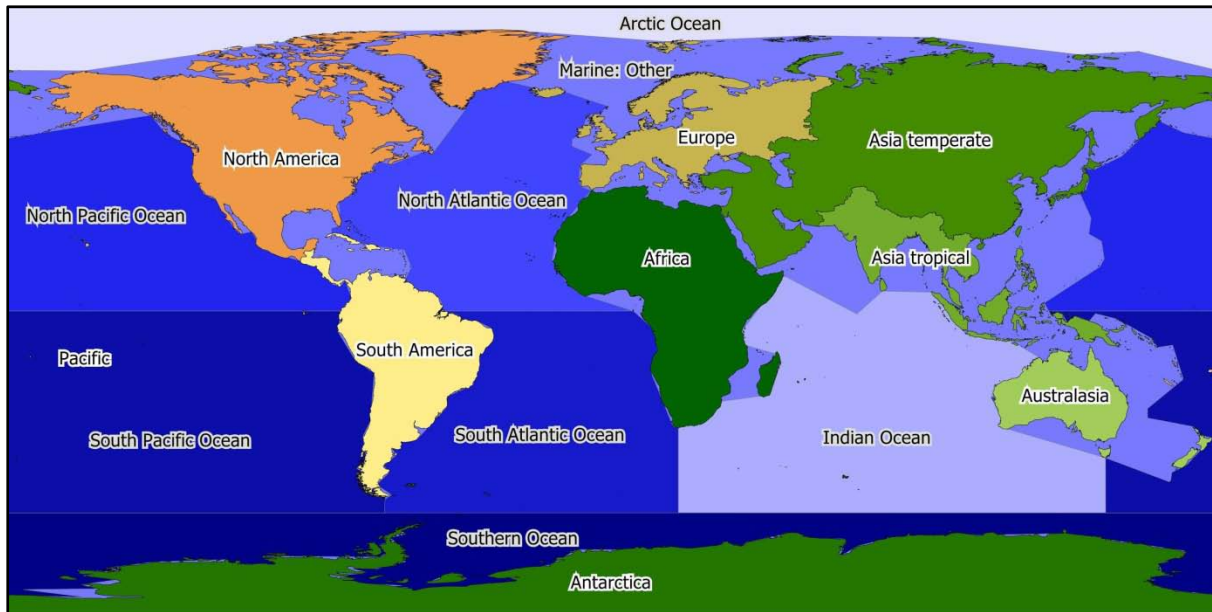 Arctic Ocean
Marine: Other
Europe
Asia temperate
North America
North Pacific Ocean
North Atlantic Ocean
Africa
Asia tropical
South America
Pacific
Australasia
South Pacific Ocean
South Atlantic Ocean
Indian Ocean
Southern Ocean
Antarctica